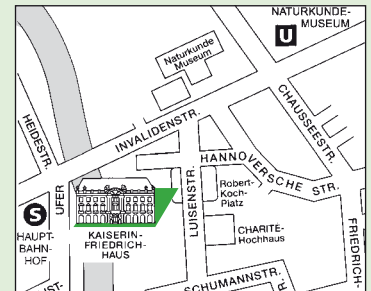 NATURKUNDE-
MUSEUM
U
Naturkunde
Museum
HEIDESTR.
INVALIDENSTR.
CHAUSSEESTR.
HANNOVERSCHE STR.
UFER
Robert-
Koch-
Platz
LUISENSTR.
S
HAUPT-
BAHN-
HOF
KAISERIN-
FRIEDRICH-
HAUS
CHARITÉ-
Hochhaus
FRIEDRICH-
SCHUMANNSTR.